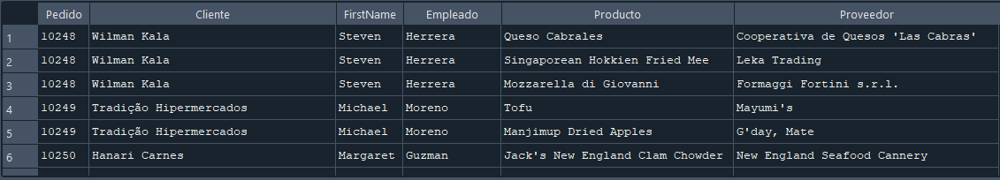 Pedido Cliente FirstName Empleado Producto Proveedor
1 10248 Wilman Kala Steven Herrera Queso Cabrales Cooperativa de Quesos 'Las Cabras'
2 10248 Wilman Kala Steven Herrera Singaporean Hokkien Fried Mee Leka Trading
3 10248 Wilman Kala Steven Herrera Mozzarella di Giovanni Formaggi Fortini s.r.l.
4 10249 Tradição Hipermercados Michael Moreno Tofu Mayumi's
5 10249 Tradição Hipermercados Michael Moreno Manjimup Dried Apples G'day, Mate
6 10250 Hanari Carnes Margaret Guzman Jack's New England Clam Chowder New England Seafood Cannery